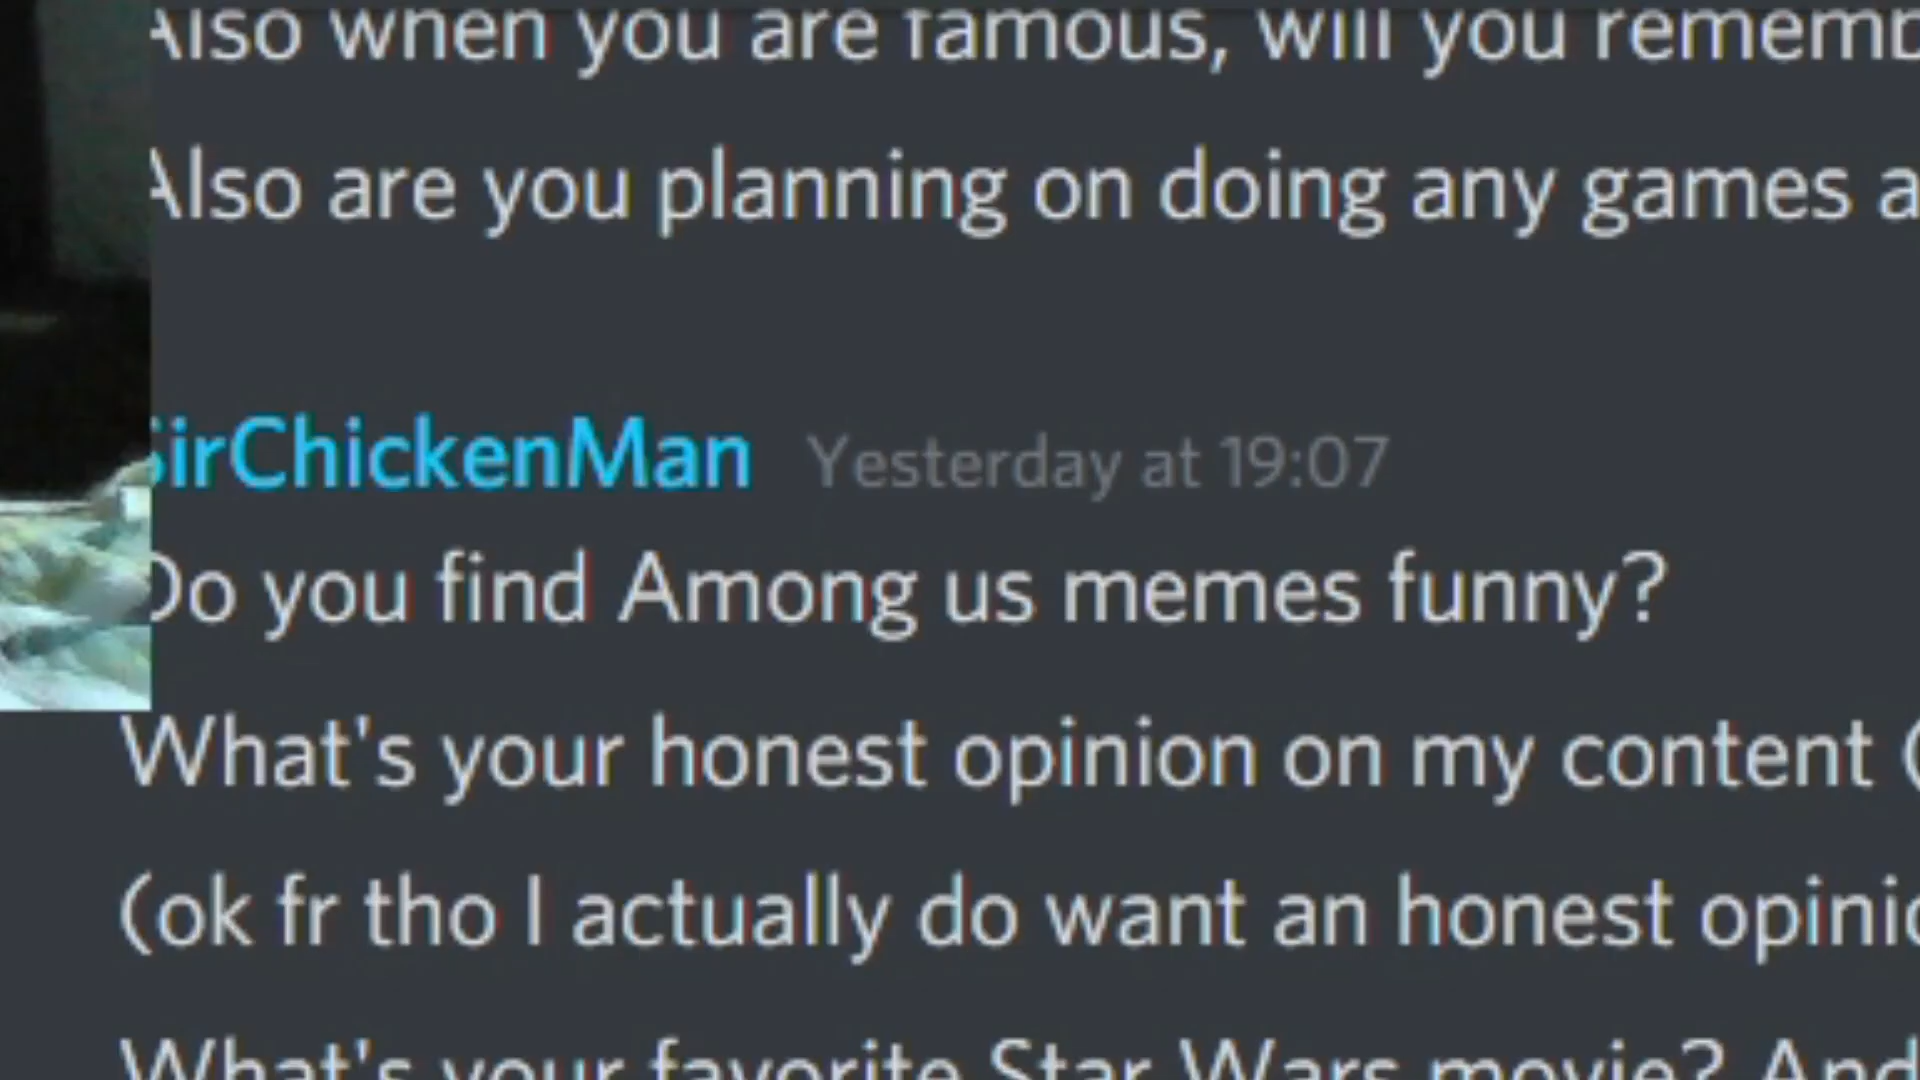 Also when you are famous, will you
Also are you planning on doing any games
SirChickenMan Yesterday at 19:07
Do you find Among us memes funny?
What's your honest opinion on my content (
(ok fr tho I actually do want an honest
What's your favorite Star Wars movie? And